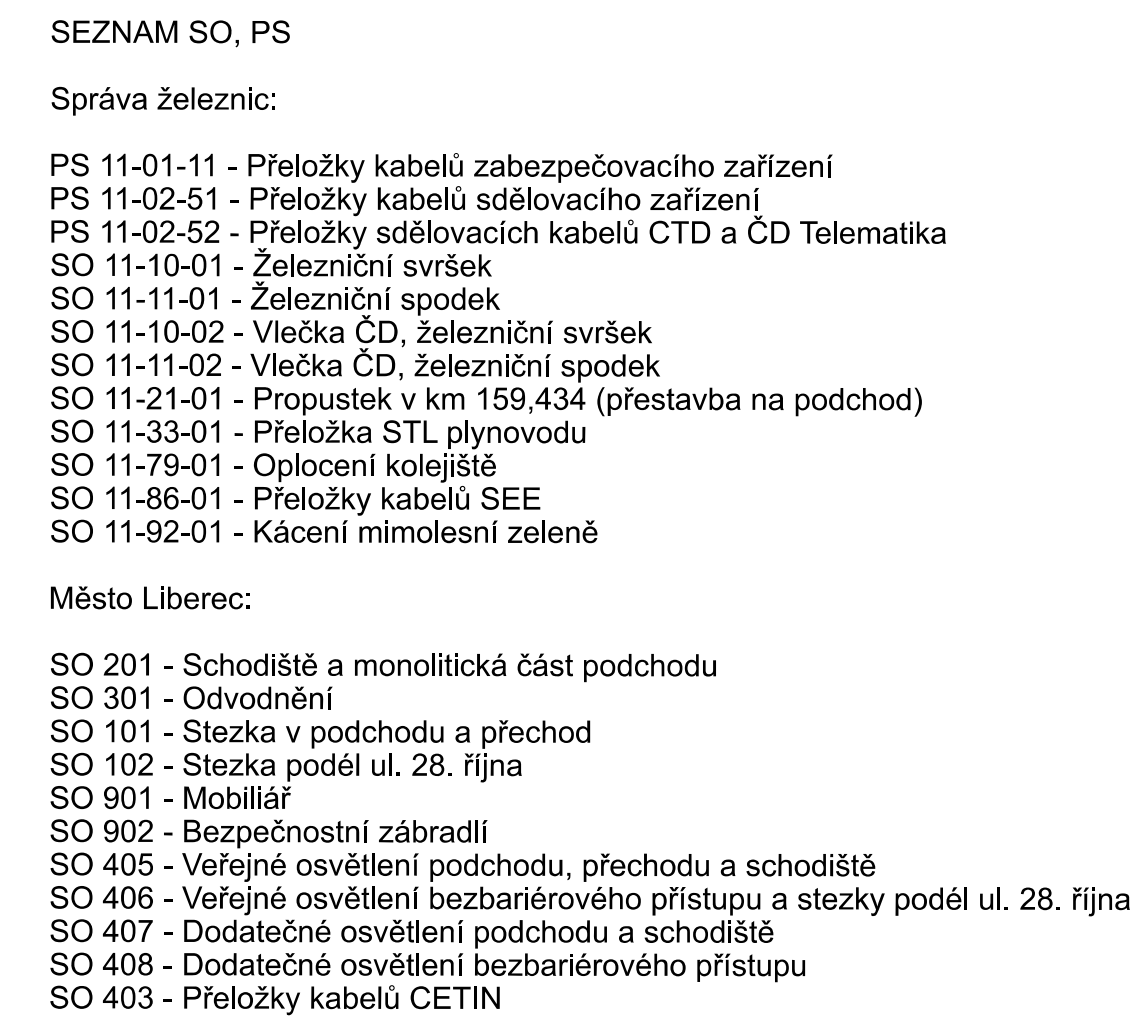 SEZNAM SO, PS
Správa železnic:
PS 11-01-11 - Přeložky kabelů zabezpečovacího zařízení
PS 11-02-51 - Přeložky kabelů sdělovacího zařízení
PS 11-02-52 - Přeložky sdělovacích kabelů CTD a ČD Telematika
SO 11-10-01 - Železniční svršek
SO 11-11-01 - Železniční spodek
SO 11-10-02 - Vlečka ČD, železniční svršek
SO 11-11-02 - Vlečka ČD, železniční spodek
SO 11-21-01 - Propustek v km 159,434 (přestavba na podchod)
SO 11-33-01 - Přeložka STL plynovodu
SO 11-79-01 - Oplocení kolejiště
SO 11-86-01 - Přeložky kabelů SEE
SO 11-92-01 - Kácení mimolesní zeleně
Město Liberec:
SO 201 - Schodiště a monolitická část podchodu
SO 301 - Odvodnění
SO 101 - Stezka v podchodu a přechod
SO 102 - Stezka podél ul. 28. října
SO 901 - Mobiliář
SO 902 - Bezpečnostní zábradlí
SO 405 - Veřejné osvětlení podchodu, přechodu a schodiště
SO 406 - Veřejné osvětlení bezbariérového přístupu a stezky podél ul. 28. října
SO 407 - Dodatečné osvětlení podchodu a schodiště
SO 408 - Dodatečné osvětlení bezbariérového přístupu
SO 403 - Přeložky kabelů CETIN